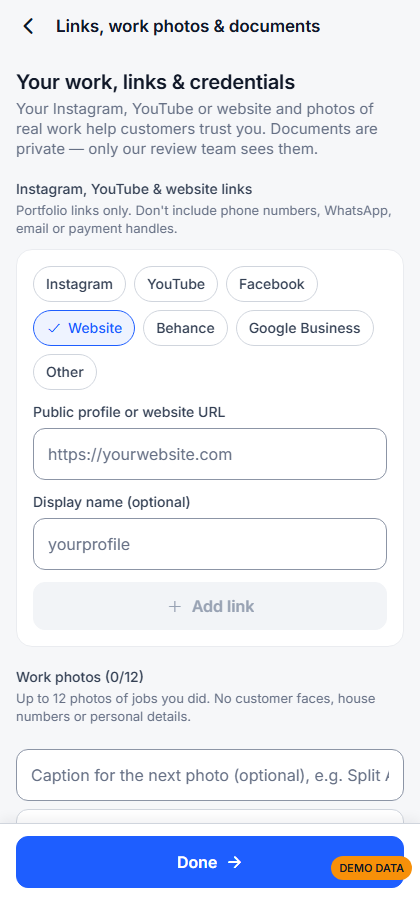 Links, work photos & documents
Your work, links & credentials
Your Instagram, YouTube or website and photos of
real work help customers trust you. Documents are
private — only our review team sees them.
Instagram, YouTube & website links
Portfolio links only. Don't include phone numbers, WhatsApp,
email or payment handles.
Instagram
YouTube
Facebook
Website
Behance
Google Business
Other
Public profile or website URL
https://yourwebsite.com
Display name (optional)
yourprofile
Add link
Work photos (0/12)
Up to 12 photos of jobs you did. No customer faces, house
numbers or personal details.
Caption for the next photo (optional), e.g. Split
Done
DEMO DATA